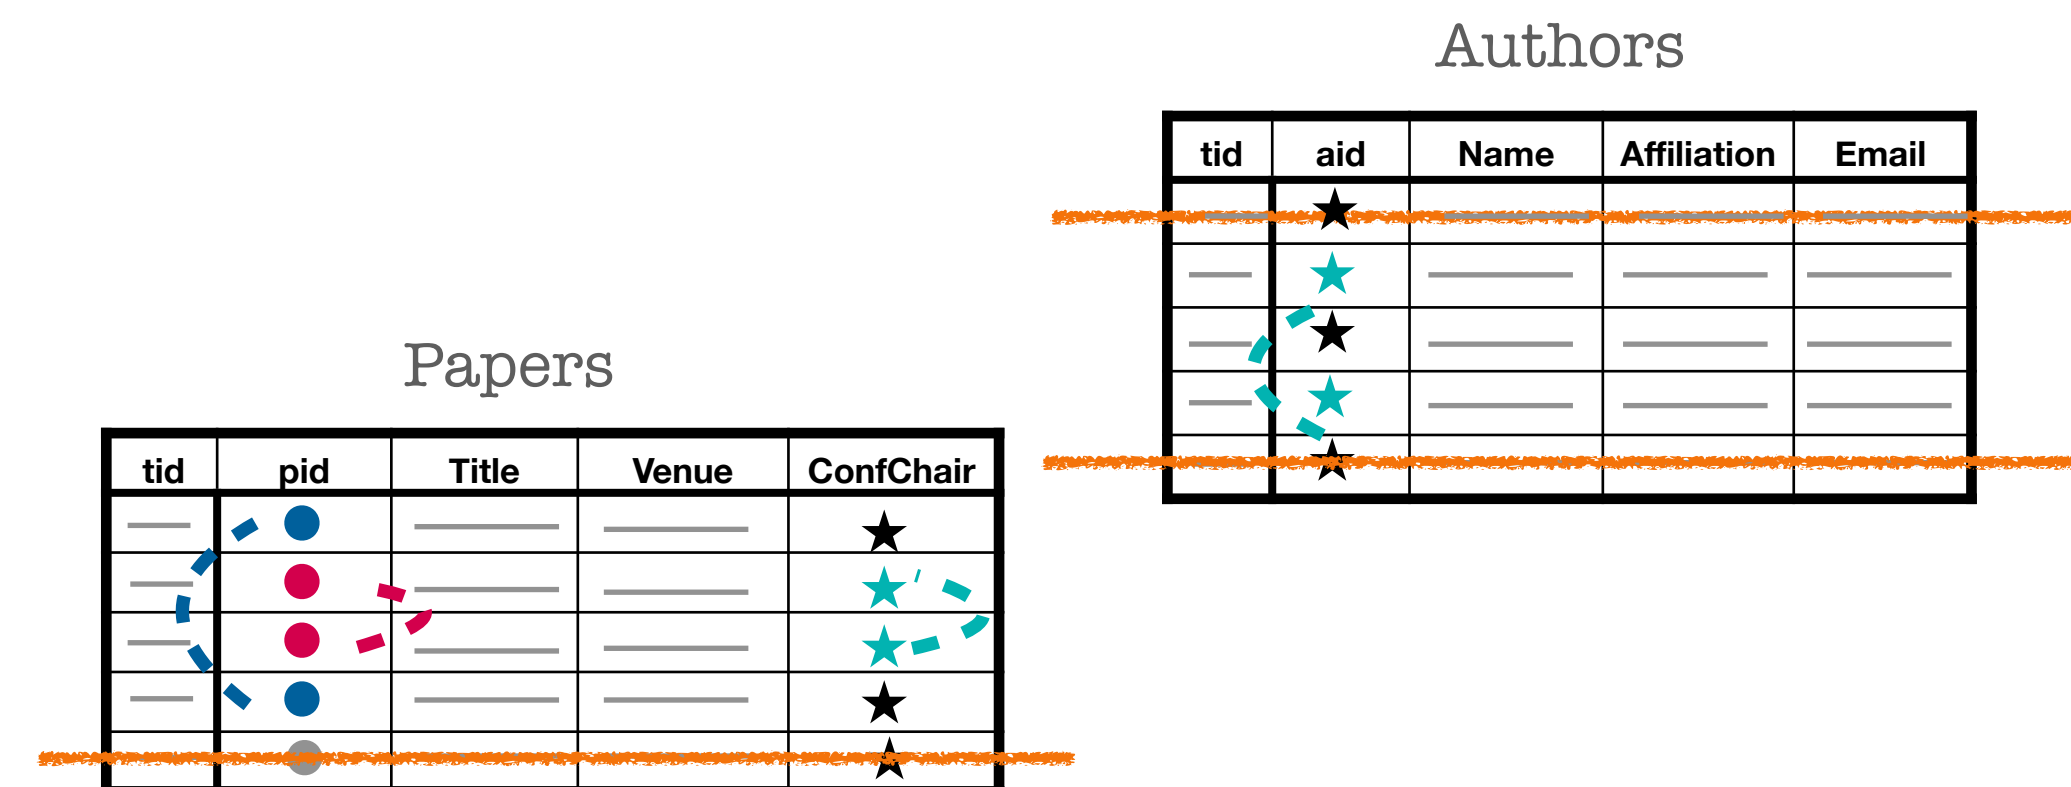 Authors
tid aid Name Affiliation Email
Papers
tid pid Title Venue ConfChair